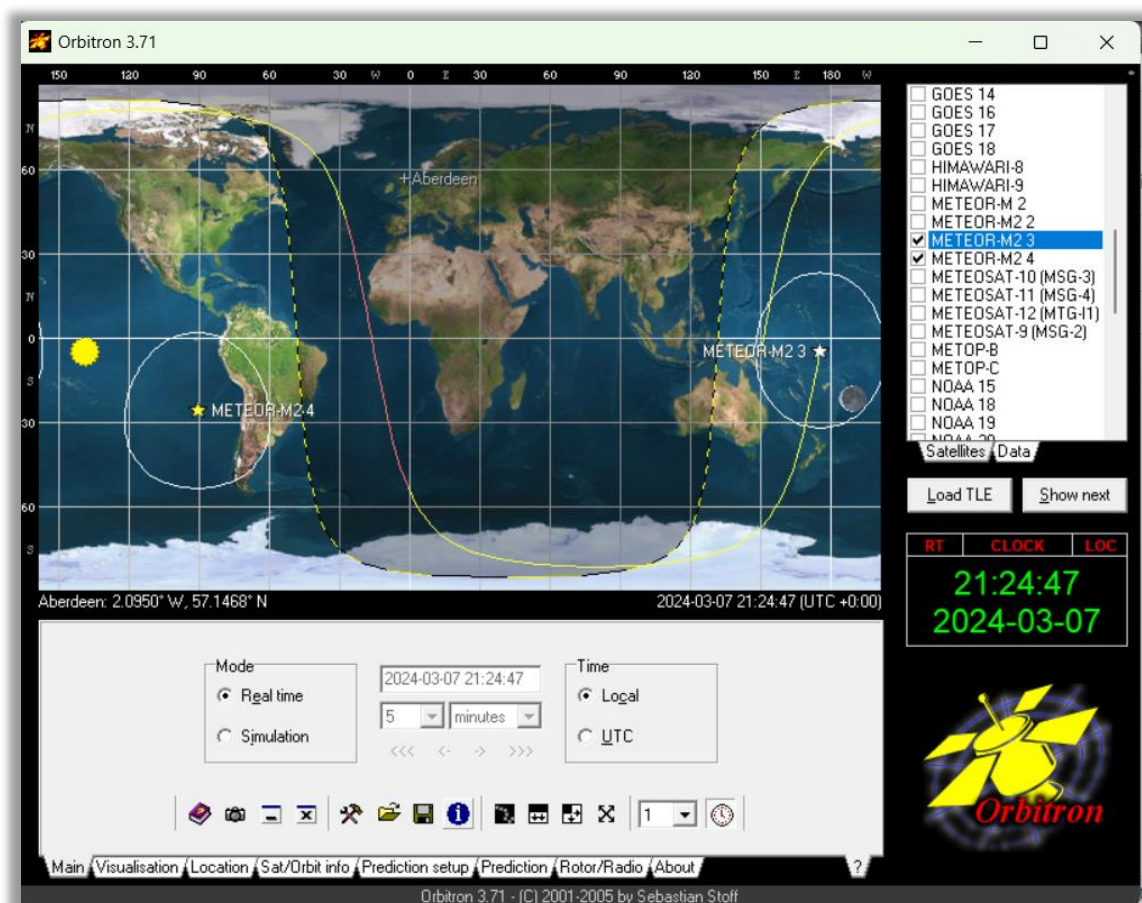 Orbitron 3.71
150 120 90 60 30 W 0 E 30 60 90 120 150 E 180 W
N
60
30
N
0
S
30
60
S
+Aberdeen
METEOR-M2 3
METEOR-M2 4
Aberdeen: 2.0950° W, 57.1468° N
2024-03-07 21:24:47 (UTC +0:00)
GOES 14
GOES 16
GOES 17
GOES 18
HIMAWARI-8
HIMAWARI-9
METEOR-M 2
METEOR-M2 2
METEOR-M2 3
METEOR-M2 4
METEOSAT-10 (MSG-3)
METEOSAT-11 (MSG-4)
METEOSAT-12 (MTG-I1)
METEOSAT-9 (MSG-2)
METOP-B
METOP-C
NOAA 15
NOAA 18
NOAA 19
NOAA 20
Satellites Data
Load TLE Show next
RT CLOCK LOC
21:24:47
2024-03-07
Orbitron
Mode
Real time
Simulation
2024-03-07 21:24:47
5 minutes
<<< <- -> >>>
Time
Local
UTC
1
Main Visualisation Location Sat/Orbit info Prediction setup Prediction Rotor/Radio About ?
Orbitron 3.71 - (C) 2001-2005 by Sebastian Stoff